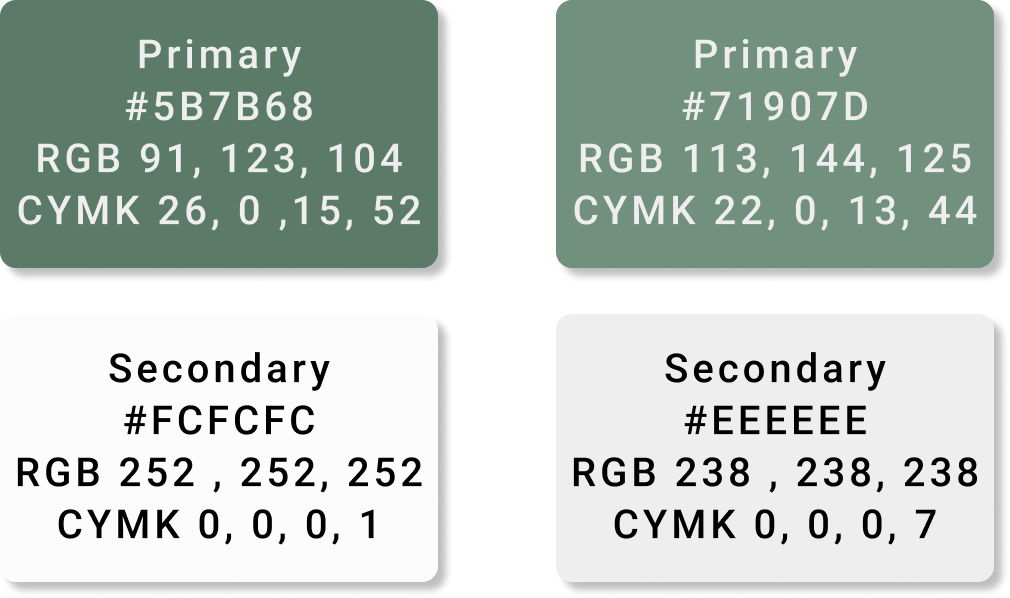 Primary
#5B7B68
RGB 91, 123, 104
CYMK 26, 0 ,15, 52
Primary
#71907D
RGB 113, 144, 125
CYMK 22, 0, 13, 44
Secondary
#FCFCFC
RGB 252 , 252, 252
CYMK 0, 0, 0, 1
Secondary
#EEEEEE
RGB 238 , 238, 238
CYMK 0, 0, 0, 7